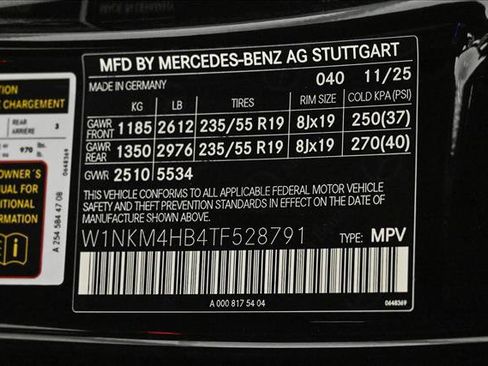 MFD BY MERCEDES-BENZ AG STUTTGART
MADE IN GERMANY 040 11/25
KG LB TIRES RIM SIZE COLD KPA (PSI)
GAWR FRONT 1185 2612 235/55 R19 8Jx19 250(37)
GAWR REAR 1350 2976 235/55 R19 8Jx19 270(40)
GVWR 2510 5534
THIS VEHICLE CONFORMS TO ALL APPLICABLE FEDERAL MOTOR VEHICLE
SAFETY AND THEFT PREVENTION STANDARDS IN EFFECT ON THE DATE OF
MANUFACTURE SHOWN ABOVE.
W1NKM4HB4TF528791 TYPE: MPV
A 000 817 54 04
0648369
CHARGEMENT
REAR
ARRIERE 3
970 lbs.
OWNER´S
MANUAL FOR
INFORMATION
A 254 584 47 08
0648369